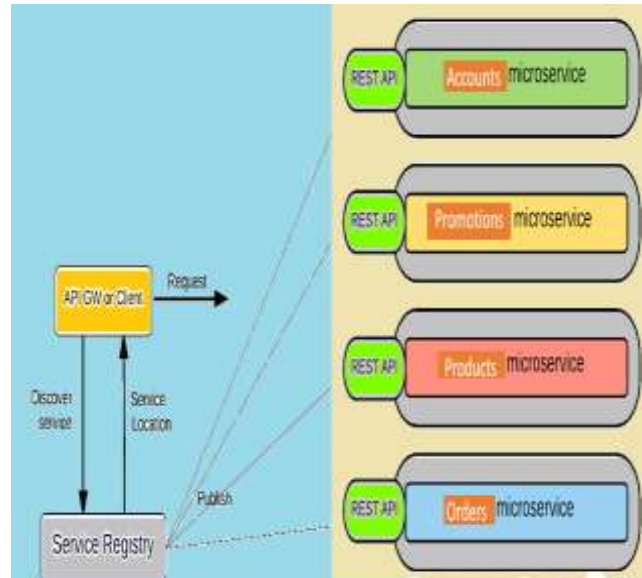 REST API
Accounts microservice
REST API
Promotions microservice
API GW or Client
Request
REST API
Products microservice
Discover
service
Service
Location
Publish
REST API
Orders microservice
Service Registry